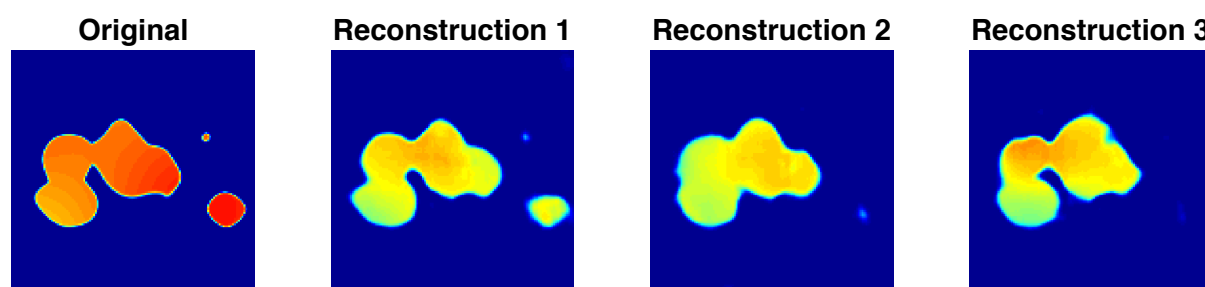 Original
Reconstruction 1
Reconstruction 2
Reconstruction 3